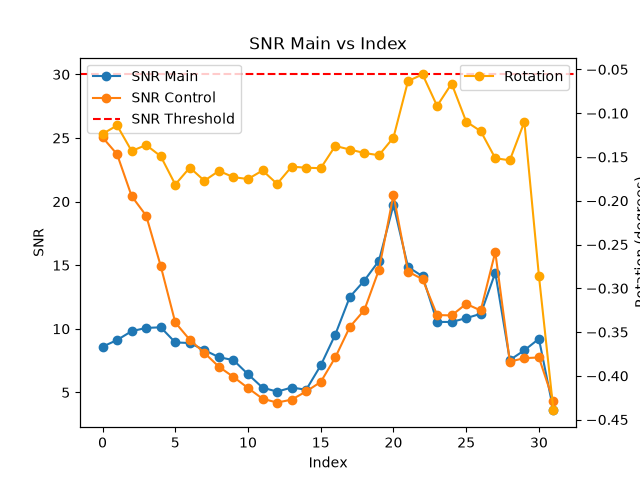 SNR Main vs Index
SNR Main
SNR Control
SNR Threshold
Rotation
30
25
20
15
10
5
SNR
−0.05
−0.10
−0.15
−0.20
−0.25
−0.30
−0.35
−0.40
−0.45
Rotation (degrees)
0 5 10 15 20 25 30
Index